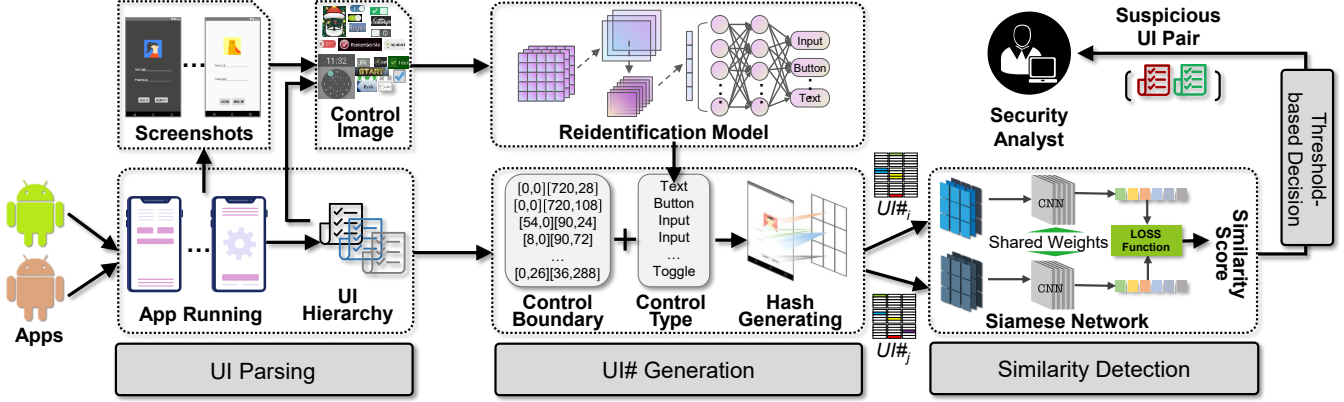 Apps
Screenshots
Control
Image
11:32
START
RememberMe
App Running
UI
Hierarchy
UI Parsing
Input
Button
Text
Reidentification Model
[0,0][720,28]
[0,0][720,108]
[54,0][90,24]
[8,0][90,72]
…
[0,26][36,288]
Control
Boundary
+
Text
Button
Input
Input
…
Toggle
Control
Type
Hash
Generating
UI# Generation
UI#i
UI#j
CNN
Shared Weights
CNN
LOSS
Function
Siamese Network
Similarity
Score
Similarity Detection
Threshold-
based Decision
Suspicious
UI Pair
Security
Analyst